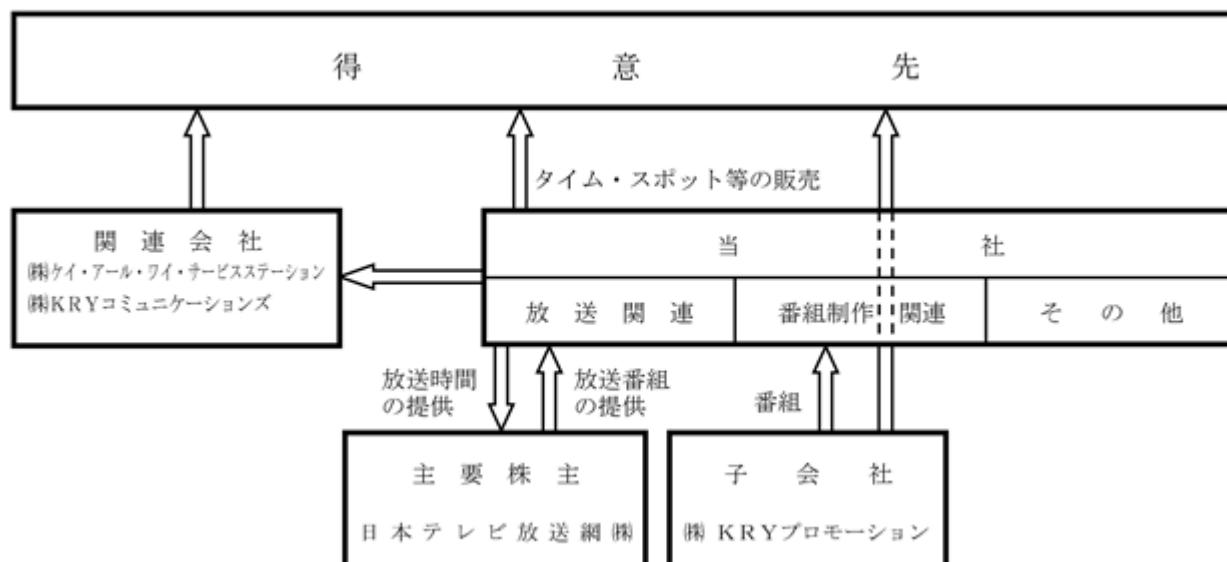 得意先
タイム・スポット等の販売
関連会社
㈱ケイ・アール・ワイ・サービスステーション
㈱KRYコミュニケーションズ
当社
放送関連
番組制作関連
その他
放送時間
の提供
放送番組
の提供
番組
主要株主
日本テレビ放送網㈱
子会社
㈱KRYプロモーション